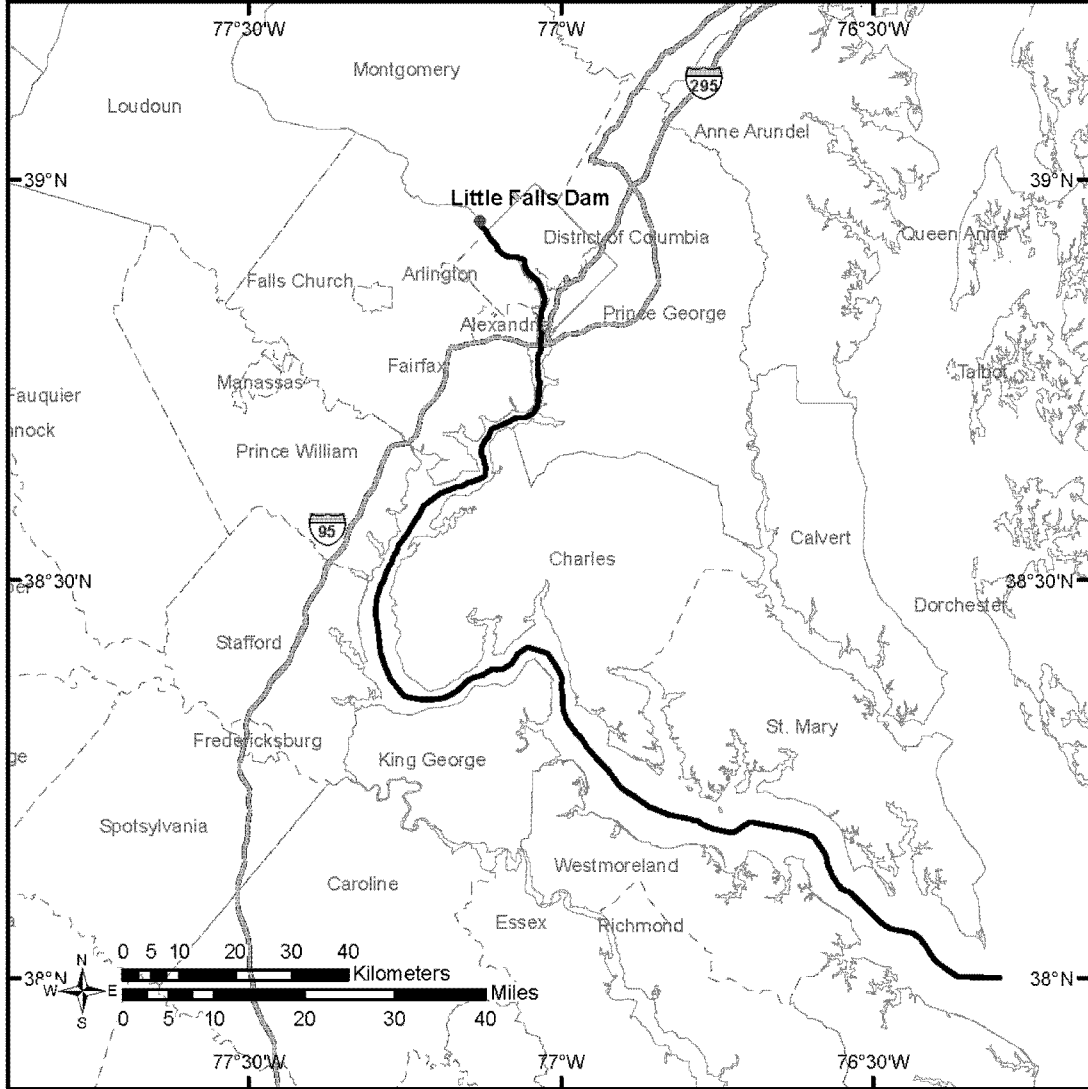 77°30'W
77°W
76°30'W
Montgomery
295
Loudoun
Anne Arundel
39°N
39°N
Little Falls Dam
Queen Anne
District of Columbia
Falls Church
Arlington
Prince George
Alexandri
Fairfax
Talbot
Manassas
Fauquier
nnock
Prince William
95
Calvert
Charles
38°30'N
38°30'N
Dorchester
Stafford
St. Mary
Fredericksburg
King George
ge
Spotsylvania
Westmoreland
Caroline
Essex
Richmond
0 5 10 20 30 40
Kilometers
N
W E
S
38°N
38°N
Miles
0 5 10 20 30 40
77°30'W
77°W
76°30'W